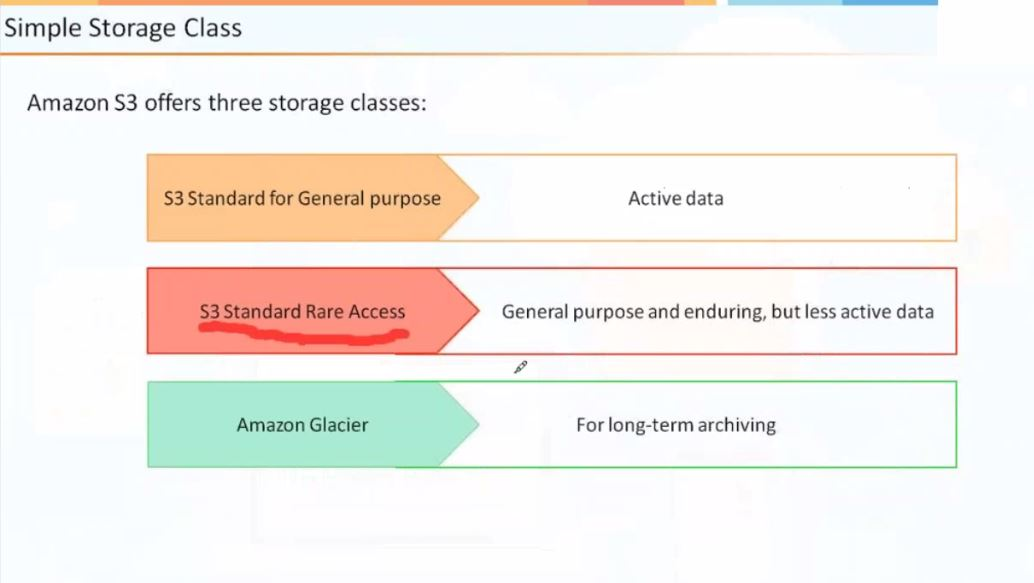 Simple Storage Class
Amazon S3 offers three storage classes:
S3 Standard for General purpose
Active data
S3 Standard Rare Access
General purpose and enduring, but less active data
Amazon Glacier
For long-term archiving